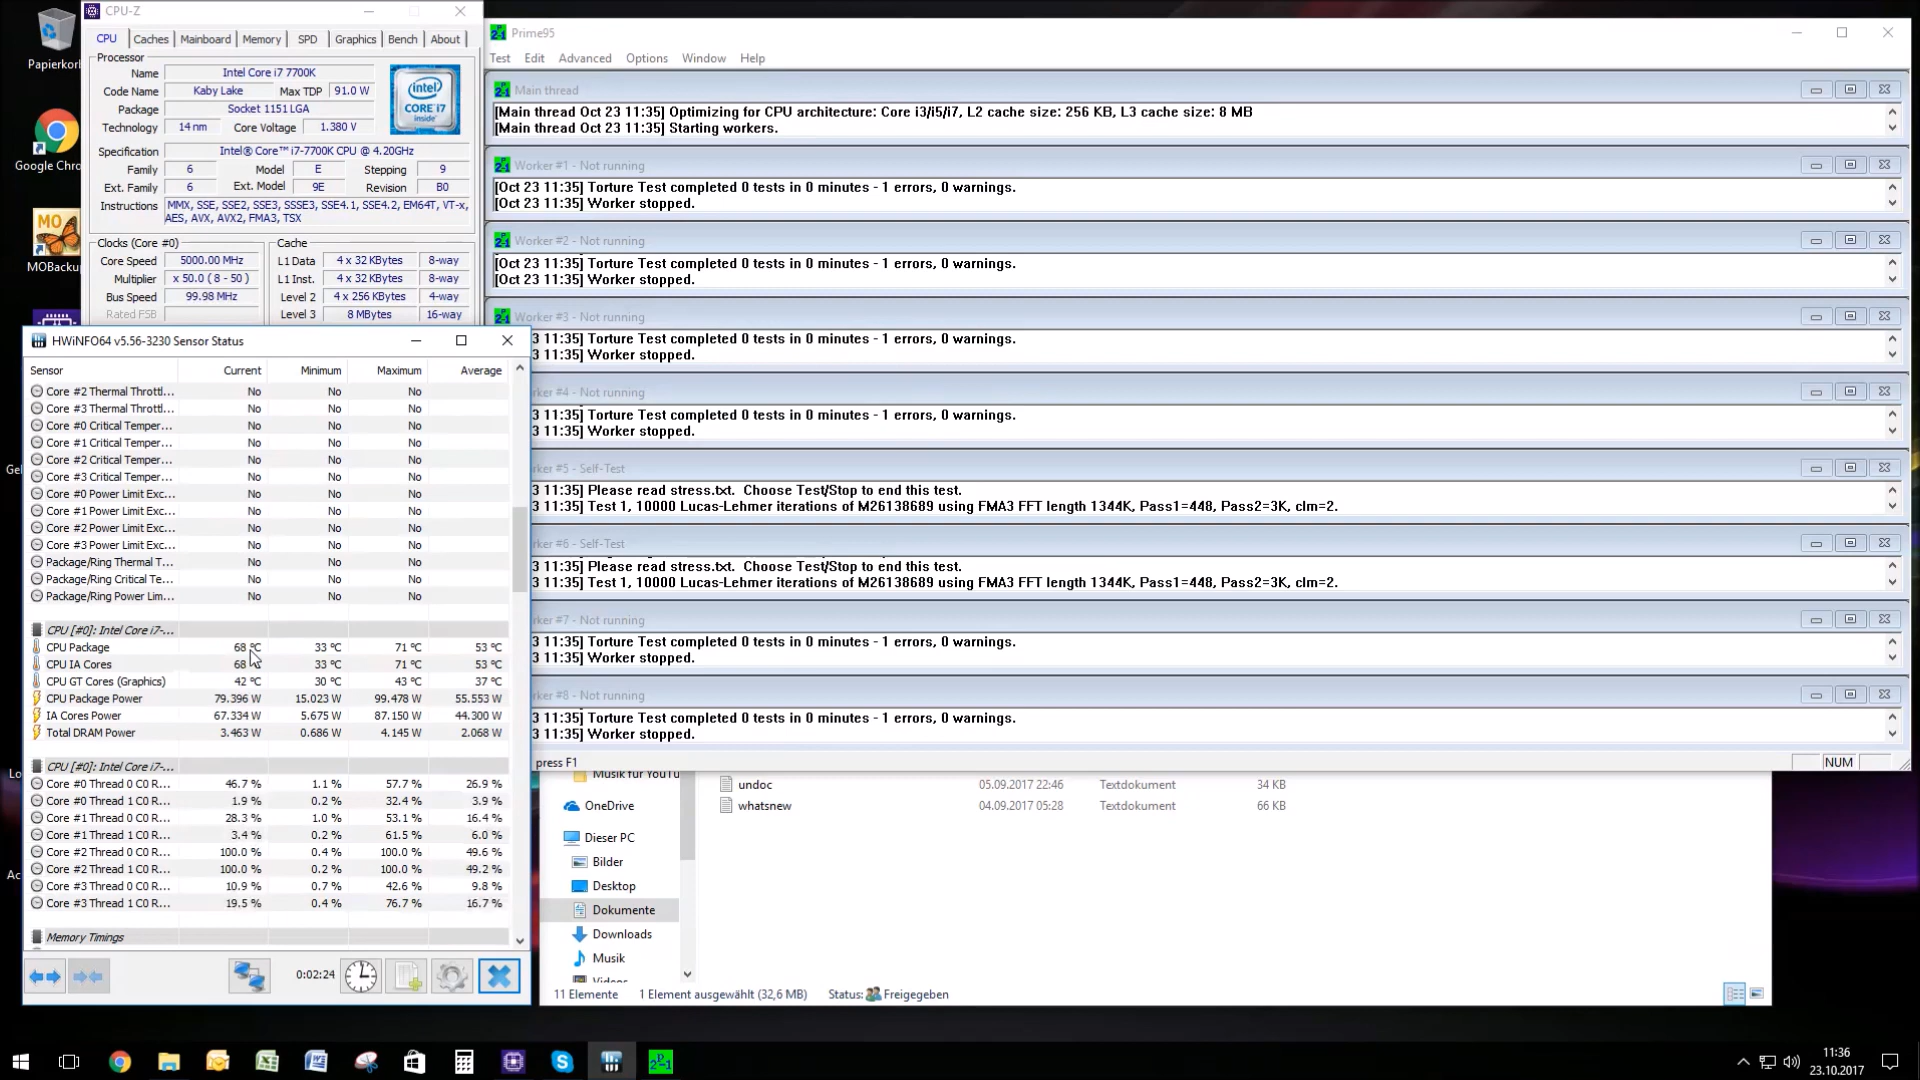 Papierkorb
Google Chro
MO
MOBackup
CPU-Z
CPU
Caches
Mainboard
Memory
SPD
Graphics
Bench
About
Processor
Name
Intel Core i7 7700K
Code Name
Kaby Lake
Max TDP
91.0 W
Package
Socket 1151 LGA
Technology
14 nm
Core Voltage
1.380 V
intel
CORE i7
inside
Specification
Intel® Core™ i7-7700K CPU @ 4.20GHz
Family
6
Model
E
Stepping
9
Ext. Family
6
Ext. Model
9E
Revision
B0
Instructions
MMX, SSE, SSE2, SSE3, SSSE3, SSE4.1, SSE4.2, EM64T, VT-x,
AES, AVX, AVX2, FMA3, TSX
Clocks (Core #0)
Core Speed
5000.00 MHz
Multiplier
x 50.0 ( 8 - 50 )
Bus Speed
99.98 MHz
Rated FSB
Cache
L1 Data
4 x 32 KBytes
8-way
L1 Inst.
4 x 32 KBytes
8-way
Level 2
4 x 256 KBytes
4-way
Level 3
8 MBytes
16-way
Prime95
Test
Edit
Advanced
Options
Window
Help
Main thread
[Main thread Oct 23 11:35] Optimizing for CPU architecture: Core i3/i5/i7, L2 cache size: 256 KB, L3 cache size: 8 MB
[Main thread Oct 23 11:35] Starting workers.
Worker #1 - Not running
[Oct 23 11:35] Torture Test completed 0 tests in 0 minutes - 1 errors, 0 warnings.
[Oct 23 11:35] Worker stopped.
Worker #2 - Not running
[Oct 23 11:35] Torture Test completed 0 tests in 0 minutes - 1 errors, 0 warnings.
[Oct 23 11:35] Worker stopped.
Worker #3 - Not running
3 11:35] Torture Test completed 0 tests in 0 minutes - 1 errors, 0 warnings.
3 11:35] Worker stopped.
rker #4 - Not running
3 11:35] Torture Test completed 0 tests in 0 minutes - 1 errors, 0 warnings.
3 11:35] Worker stopped.
rker #5 - Self-Test
3 11:35] Please read stress.txt.  Choose Test/Stop to end this test.
3 11:35] Test 1, 10000 Lucas-Lehmer iterations of M26138689 using FMA3 FFT length 1344K, Pass1=448, Pass2=3K, clm=2.
rker #6 - Self-Test
3 11:35] Please read stress.txt.  Choose Test/Stop to end this test.
3 11:35] Test 1, 10000 Lucas-Lehmer iterations of M26138689 using FMA3 FFT length 1344K, Pass1=448, Pass2=3K, clm=2.
rker #7 - Not running
3 11:35] Torture Test completed 0 tests in 0 minutes - 1 errors, 0 warnings.
3 11:35] Worker stopped.
rker #8 - Not running
3 11:35] Torture Test completed 0 tests in 0 minutes - 1 errors, 0 warnings.
3 11:35] Worker stopped.
press F1
NUM
HWiNFO64 v5.56-3230 Sensor Status
Sensor Current Minimum Maximum Average
Core #2 Thermal Throttl... No No No
Core #3 Thermal Throttl... No No No
Core #0 Critical Temper... No No No
Core #1 Critical Temper... No No No
Core #2 Critical Temper... No No No
Core #3 Critical Temper... No No No
Core #0 Power Limit Exc... No No No
Core #1 Power Limit Exc... No No No
Core #2 Power Limit Exc... No No No
Core #3 Power Limit Exc... No No No
Package/Ring Thermal T... No No No
Package/Ring Critical Te... No No No
Package/Ring Power Lim... No No No
CPU [#0]: Intel Core i7-...
CPU Package 68 °C 33 °C 71 °C 53 °C
CPU IA Cores 68 33 °C 71 °C 53 °C
CPU GT Cores (Graphics) 42 °C 30 °C 43 °C 37 °C
CPU Package Power 79.396 W 15.023 W 99.478 W 55.553 W
IA Cores Power 67.334 W 5.675 W 87.150 W 44.300 W
Total DRAM Power 3.463 W 0.686 W 4.145 W 2.068 W
CPU [#0]: Intel Core i7-...
Core #0 Thread 0 C0 R... 46.7 % 1.1 % 57.7 % 26.9 %
Core #0 Thread 1 C0 R... 1.9 % 0.2 % 32.4 % 3.9 %
Core #1 Thread 0 C0 R... 28.3 % 1.0 % 53.1 % 16.4 %
Core #1 Thread 1 C0 R... 3.4 % 0.2 % 61.5 % 6.0 %
Core #2 Thread 0 C0 R... 100.0 % 0.4 % 100.0 % 49.6 %
Core #2 Thread 1 C0 R... 100.0 % 0.2 % 100.0 % 49.2 %
Core #3 Thread 0 C0 R... 10.9 % 0.7 % 42.6 % 9.8 %
Core #3 Thread 1 C0 R... 19.5 % 0.4 % 76.7 % 16.7 %
Memory Timings
0:02:24
Gel
Lo
Ac
Musik für YouTu
OneDrive
Dieser PC
Bilder
Desktop
Dokumente
Downloads
Musik
Videos
undoc 05.09.2017 22:46 Textdokument 34 KB
whatsnew 04.09.2017 05:28 Textdokument 66 KB
11 Elemente
1 Element ausgewählt (32,6 MB)
Status: Freigegeben
11:36
23.10.2017